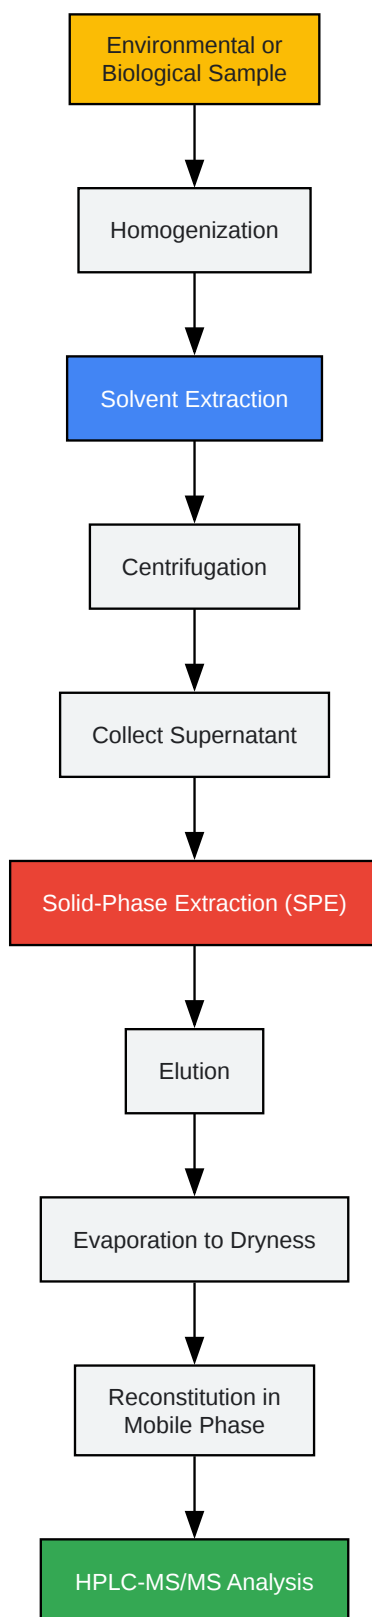 Environmental or
Biological Sample
Homogenization
Solvent Extraction
Centrifugation
Collect Supernatant
Solid-Phase Extraction (SPE)
Elution
Evaporation to Dryness
Reconstitution in
Mobile Phase
HPLC-MS/MS Analysis